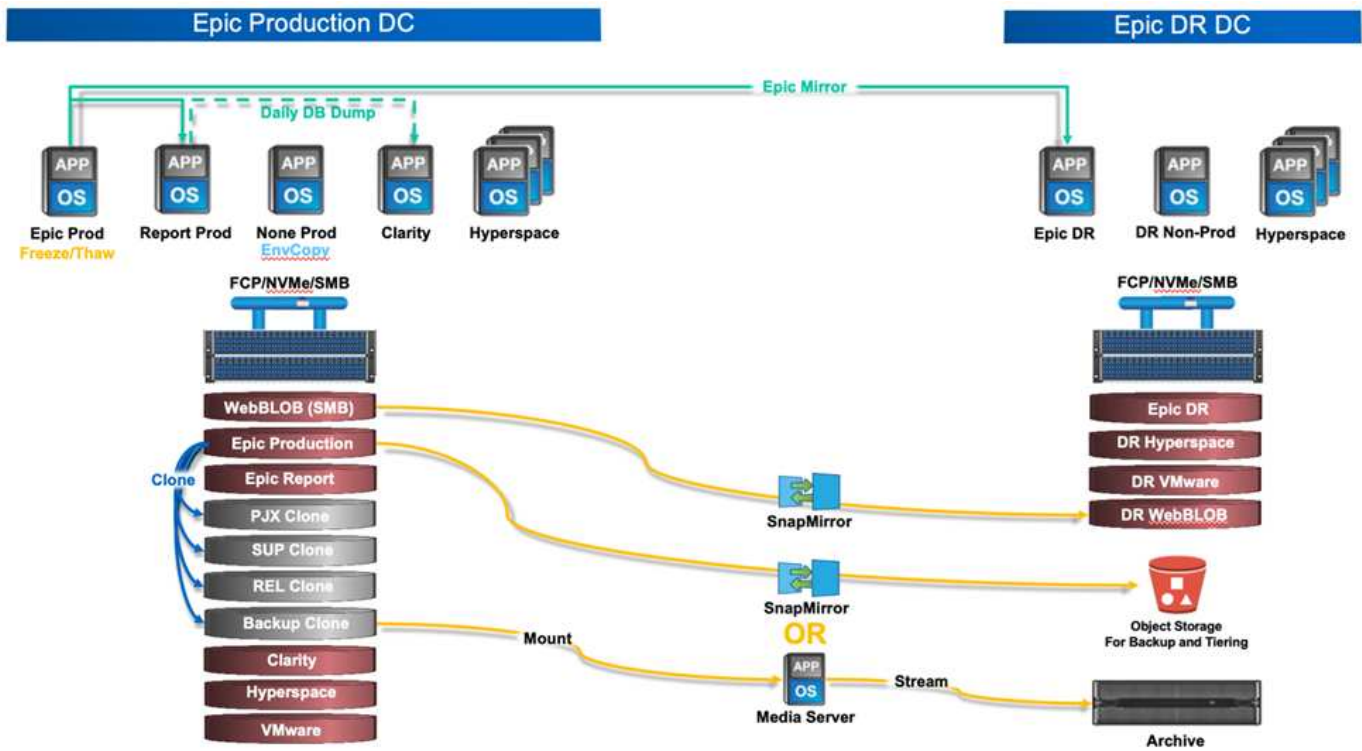 Epic Production DC
Epic DR DC
Epic Mirror
Daily DB Dump
APP
OS
APP
OS
APP
OS
APP
OS
APP
OS
APP
OS
APP
OS
APP
OS
Epic Prod
Report Prod
None Prod
Clarity
Hyperspace
Epic DR
DR Non-Prod
Hyperspace
Freeze/Thaw
EnvCopy
FCP/NVMe/SMB
FCP/NVMe/SMB
WebBLOB (SMB)
Epic Production
Clone
Epic Report
PJX Clone
SUP Clone
REL Clone
Backup Clone
Clarity
Hyperspace
VMware
Epic DR
DR Hyperspace
DR VMware
DR WebBLOB
SnapMirror
SnapMirror
OR
Object Storage
For Backup and Tiering
Mount
APP
OS
Media Server
Stream
Archive